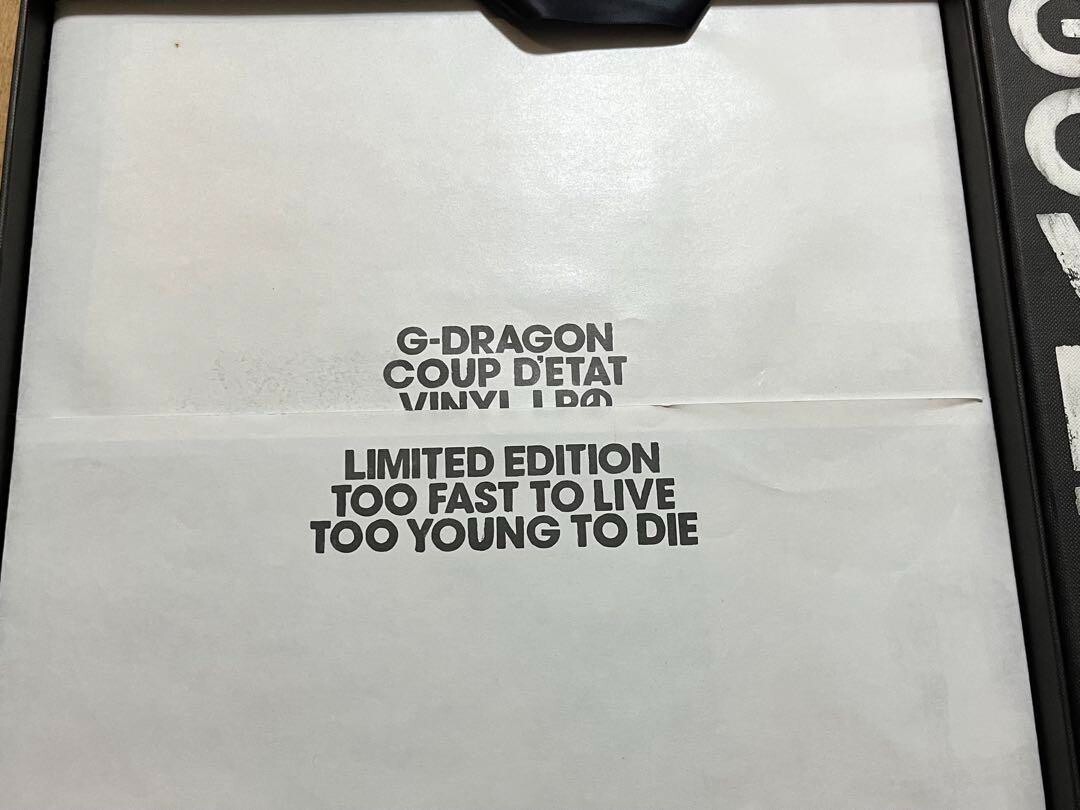 G-DRAGON
COUP D'ETAT
VINYL LP
LIMITED EDITION
TOO FAST TO LIVE
TOO YOUNG TO DIE